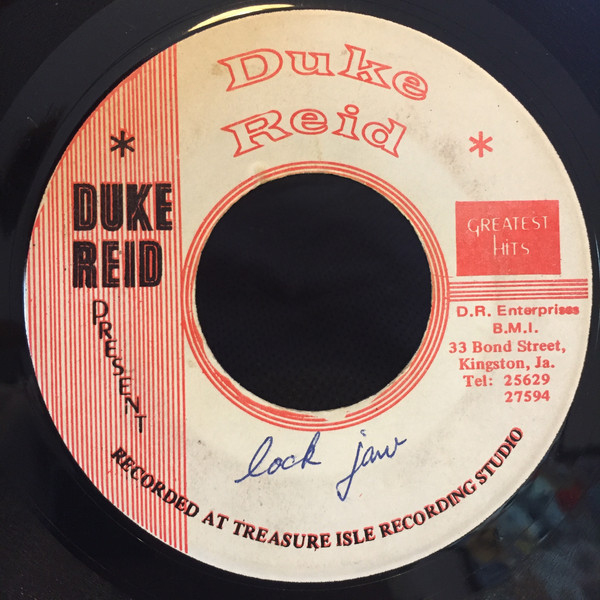 Duke
Reid
*
*
DUKE
REID
PRESENT
GREATEST
HITS
D.R. Enterprises
B.M.I.
33 Bond Street,
Kingston, Ja.
Tel: 25629
27594
lock jaw
RECORDED AT TREASURE ISLE RECORDING STUDIO